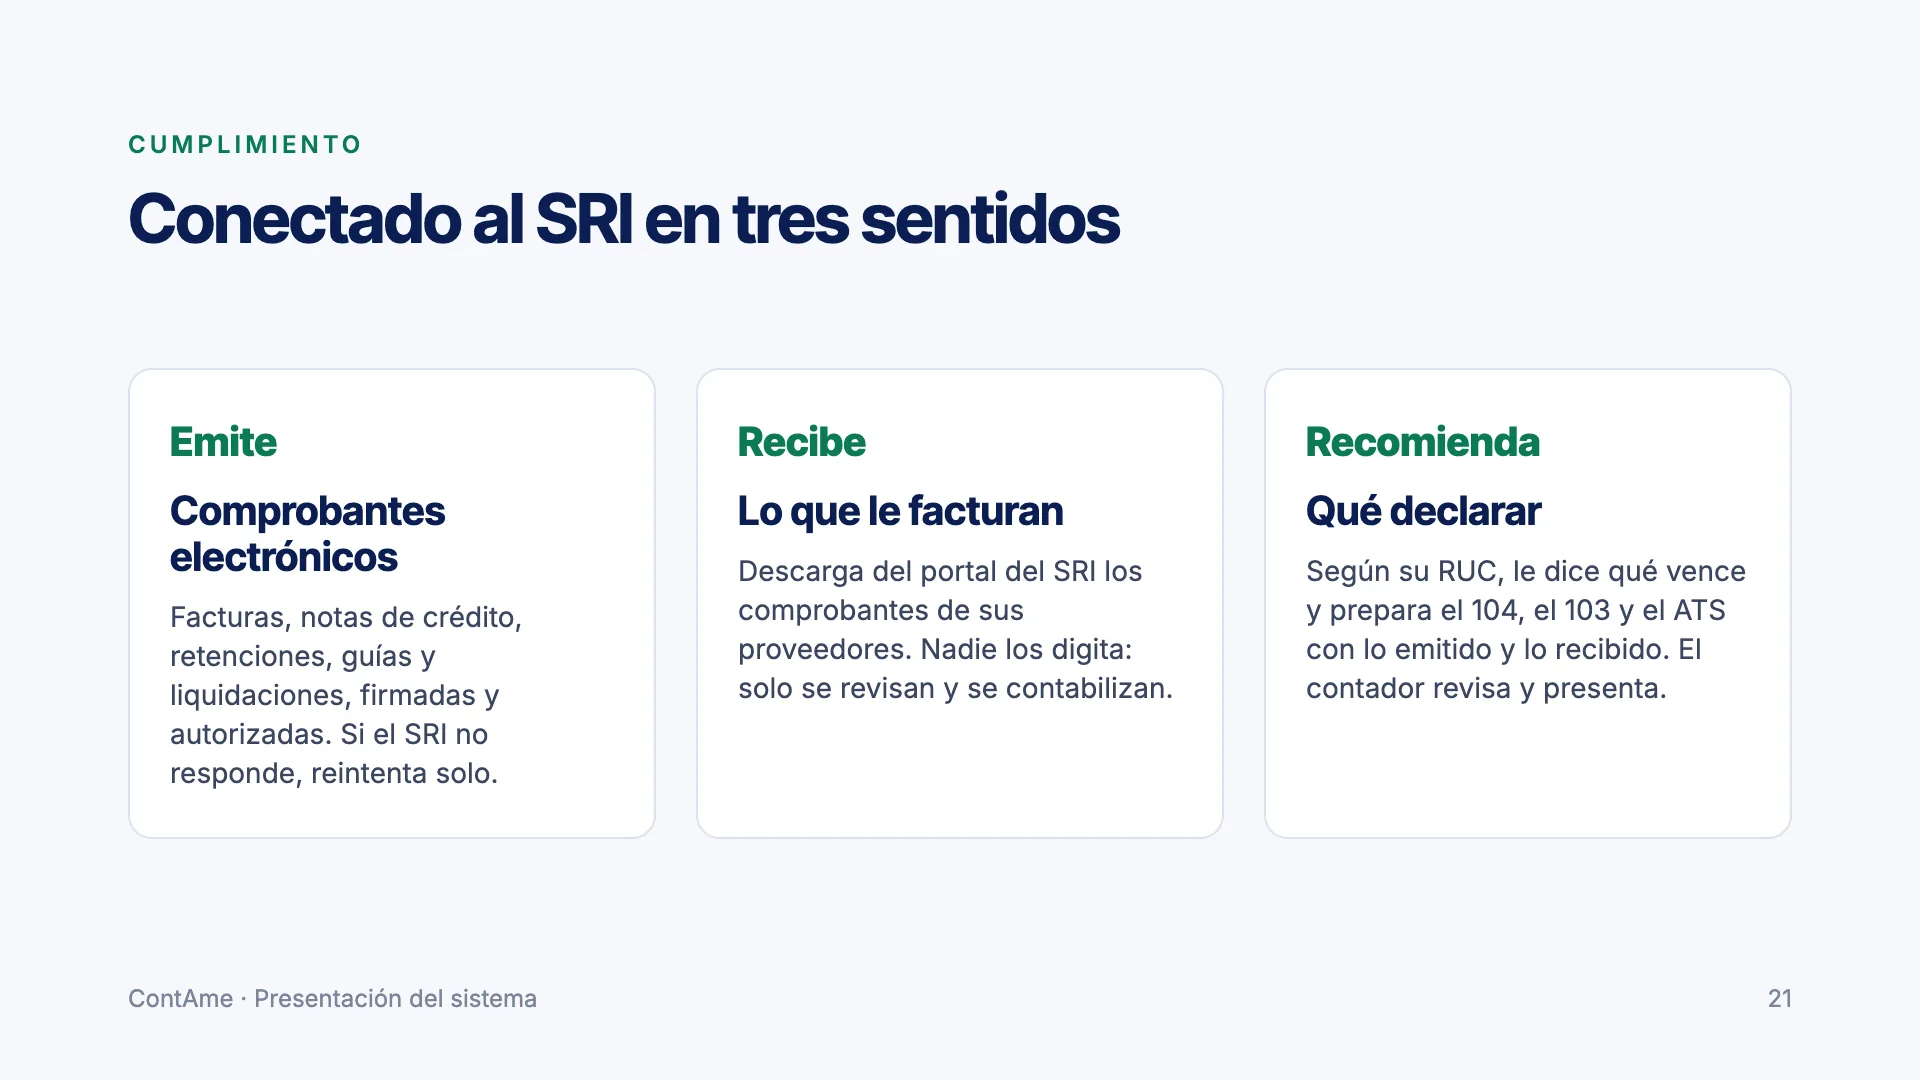 CUMPLIMIENTO
Conectado al SRI en tres sentidos
Emite
Comprobantes
electrónicos
Facturas, notas de crédito,
retenciones, guías y
liquidaciones, firmadas y
autorizadas. Si el SRI no
responde, reintenta solo.
Recibe
Lo que le facturan
Descarga del portal del SRI los
comprobantes de sus
proveedores. Nadie los digita:
solo se revisan y se contabilizan.
Recomienda
Qué declarar
Según su RUC, le dice qué vence
y prepara el 104, el 103 y el ATS
con lo emitido y lo recibido. El
contador revisa y presenta.
ContAme · Presentación del sistema
21